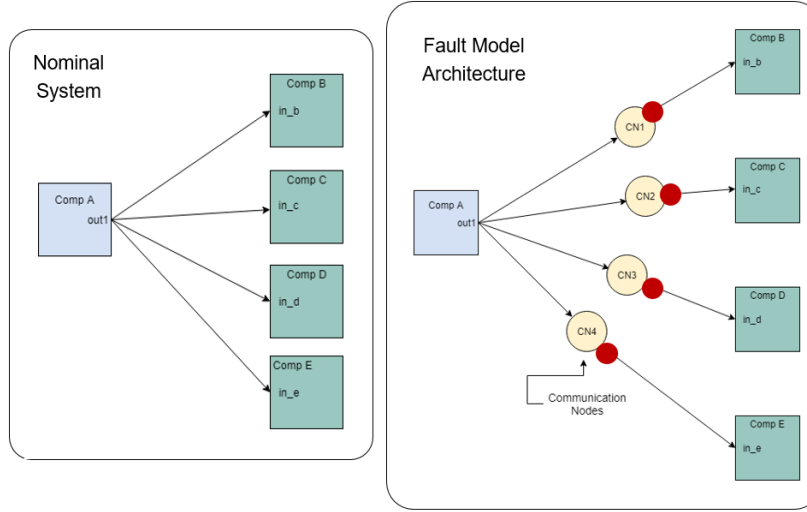 Nominal
System
Comp B
in_b
Comp A
out1
Comp C
in_c
Comp D
in_d
Comp E
in_e
Fault Model
Architecture
Comp B
in_b
CN1
Comp A
out1
CN2
Comp C
in_c
CN3
Comp D
in_d
CN4
Communication
Nodes
Comp E
in_e